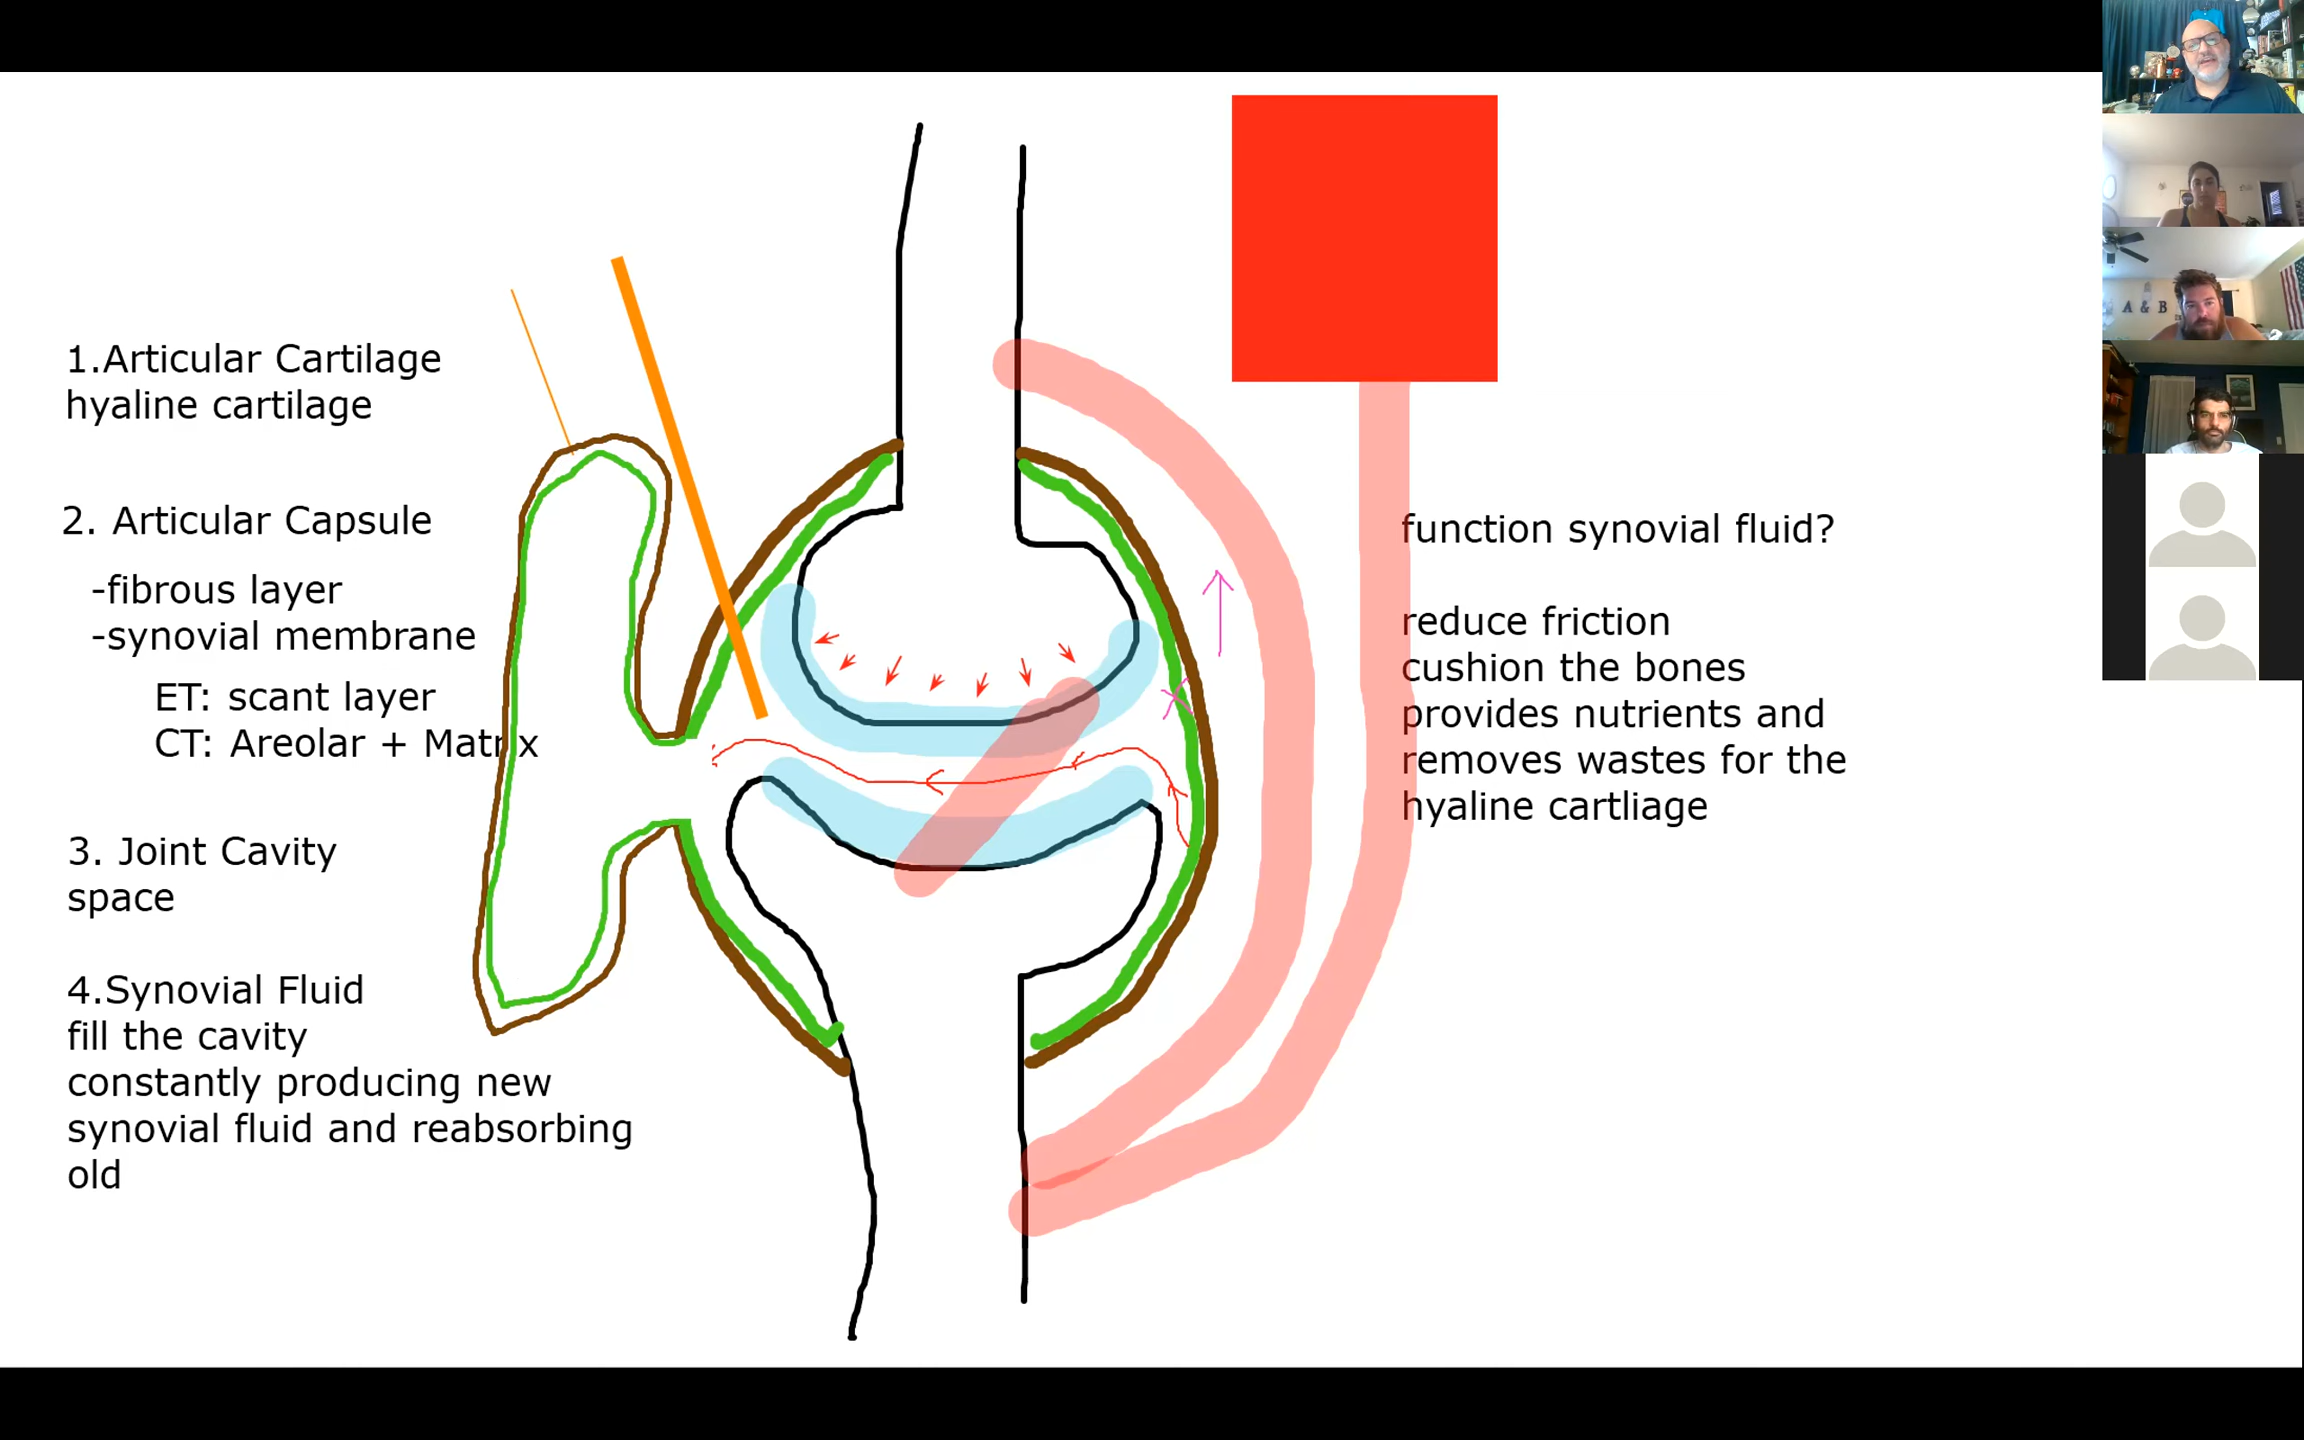 1.Articular Cartilage
hyaline cartilage
2. Articular Capsule
-fibrous layer
-synovial membrane
ET: scant layer
CT: Areolar + Matrix
3. Joint Cavity
space
4.Synovial Fluid
fill the cavity
constantly producing new
synovial fluid and reabsorbing
old
function synovial fluid?
reduce friction
cushion the bones
provides nutrients and
removes wastes for the
hyaline cartliage
A & B